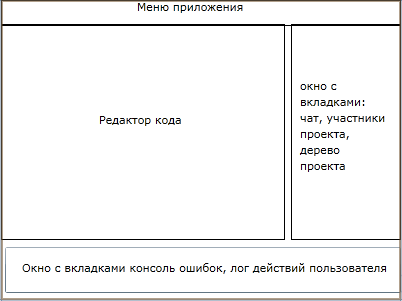 Меню приложения
Редактор кода
окно с
вкладками:
чат, участники
проекта,
дерево
проекта
Окно с вкладками консоль ошибок, лог действий пользователя